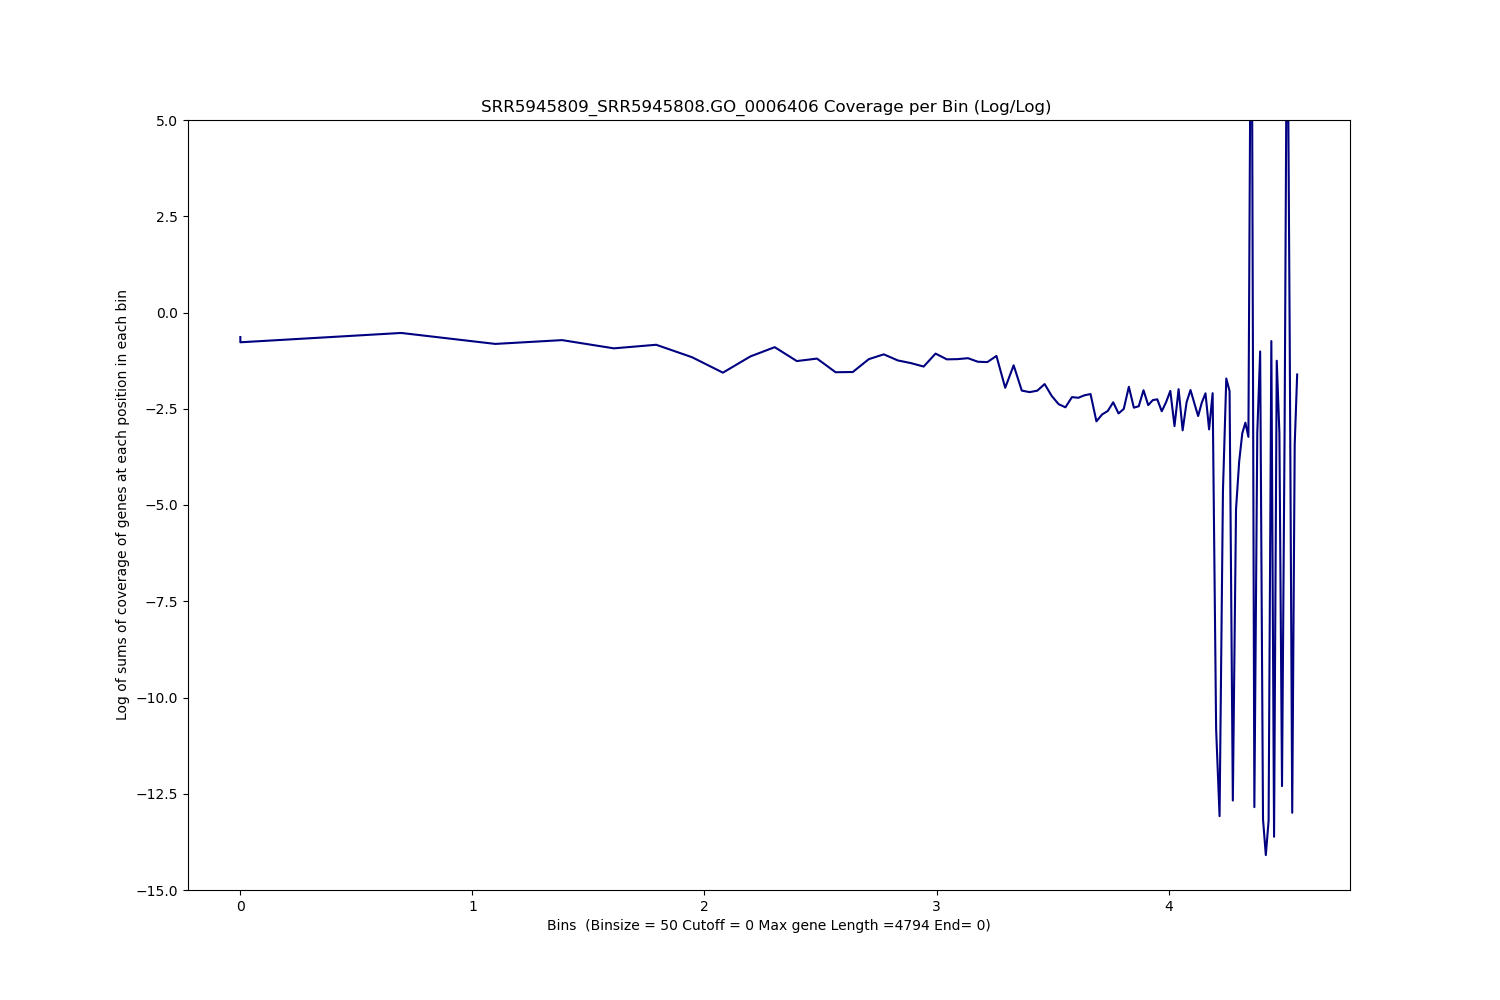 SRR5945809_SRR5945808.GO_0006406 Coverage per Bin (Log/Log)
Log of sums of coverage of genes at each position in each bin
5.0
2.5
0.0
−2.5
−5.0
−7.5
−10.0
−12.5
−15.0
0 1 2 3 4
Bins  (Binsize = 50 Cutoff = 0 Max gene Length =4794 End= 0)